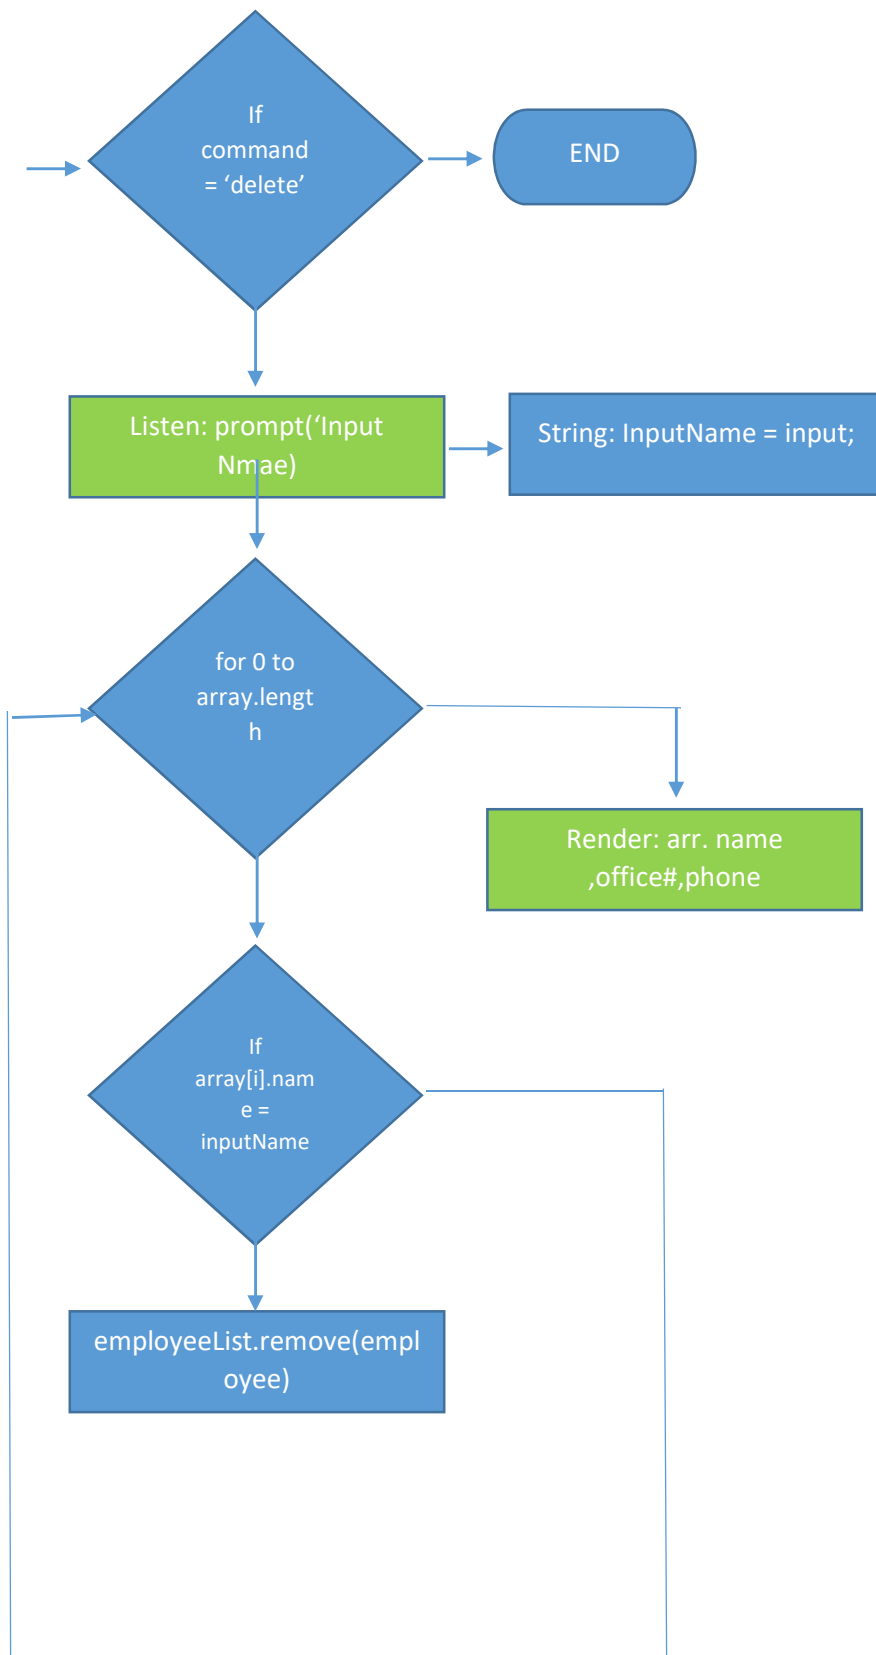 If
command
= ‘delete’
END
Listen: prompt(‘Input
Nmae)
String: InputName = input;
for 0 to
array.lengt
h
Render: arr. name
,office#,phone
If
array[i].nam
e =
inputName
employeeList.remove(empl
oyee)